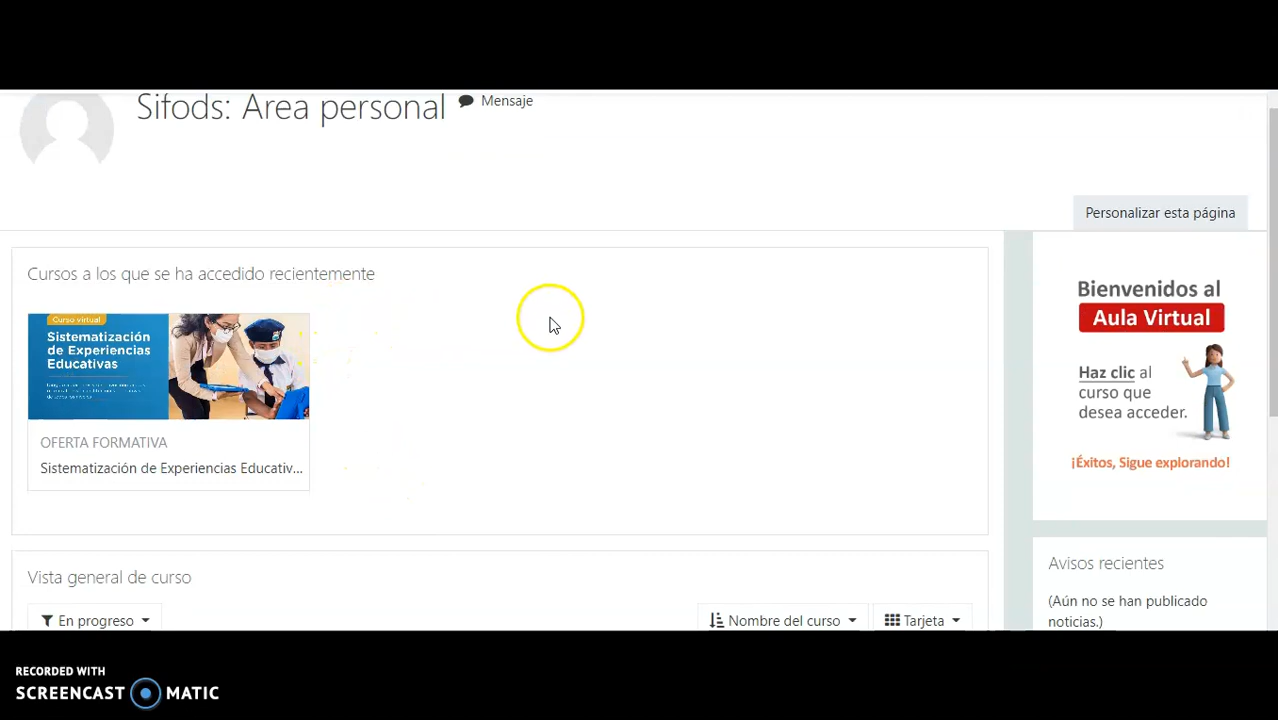 Sifods: Area personal
Mensaje
Personalizar esta página
Cursos a los que se ha accedido recientemente
Curso virtual
Sistematización
de Experiencias
Educativas
OFERTA FORMATIVA
Sistematización de Experiencias Educativ...
Bienvenidos al
Aula Virtual
Haz clic al
curso que
desea acceder.
¡Éxitos, Sigue explorando!
Vista general de curso
En progreso
Nombre del curso
Tarjeta
Avisos recientes
(Aún no se han publicado
noticias.)
RECORDED WITH
SCREENCAST MATIC